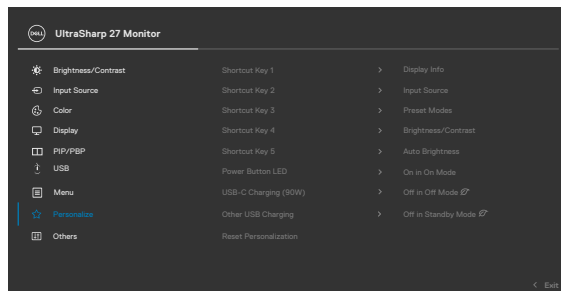 DELL UltraSharp 27 Monitor
Brightness/Contrast Shortcut Key 1 > Display Info
Input Source Shortcut Key 2 > Input Source
Color Shortcut Key 3 > Preset Modes
Display Shortcut Key 4 > Brightness/Contrast
PIP/PBP Shortcut Key 5 > Auto Brightness
USB Power Button LED > On in On Mode
Menu USB-C Charging (90W) > Off in Off Mode
Personalize Other USB Charging > Off in Standby Mode
Others Reset Personalization
< Exit